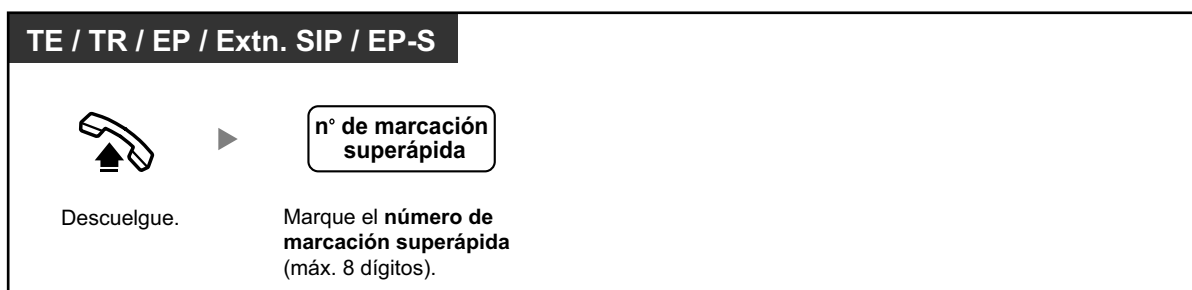 TE / TR / EP / Extn. SIP / EP-S
n° de marcación
superápida
Descuelgue.
Marque el número de
marcación superápida
(máx. 8 dígitos).